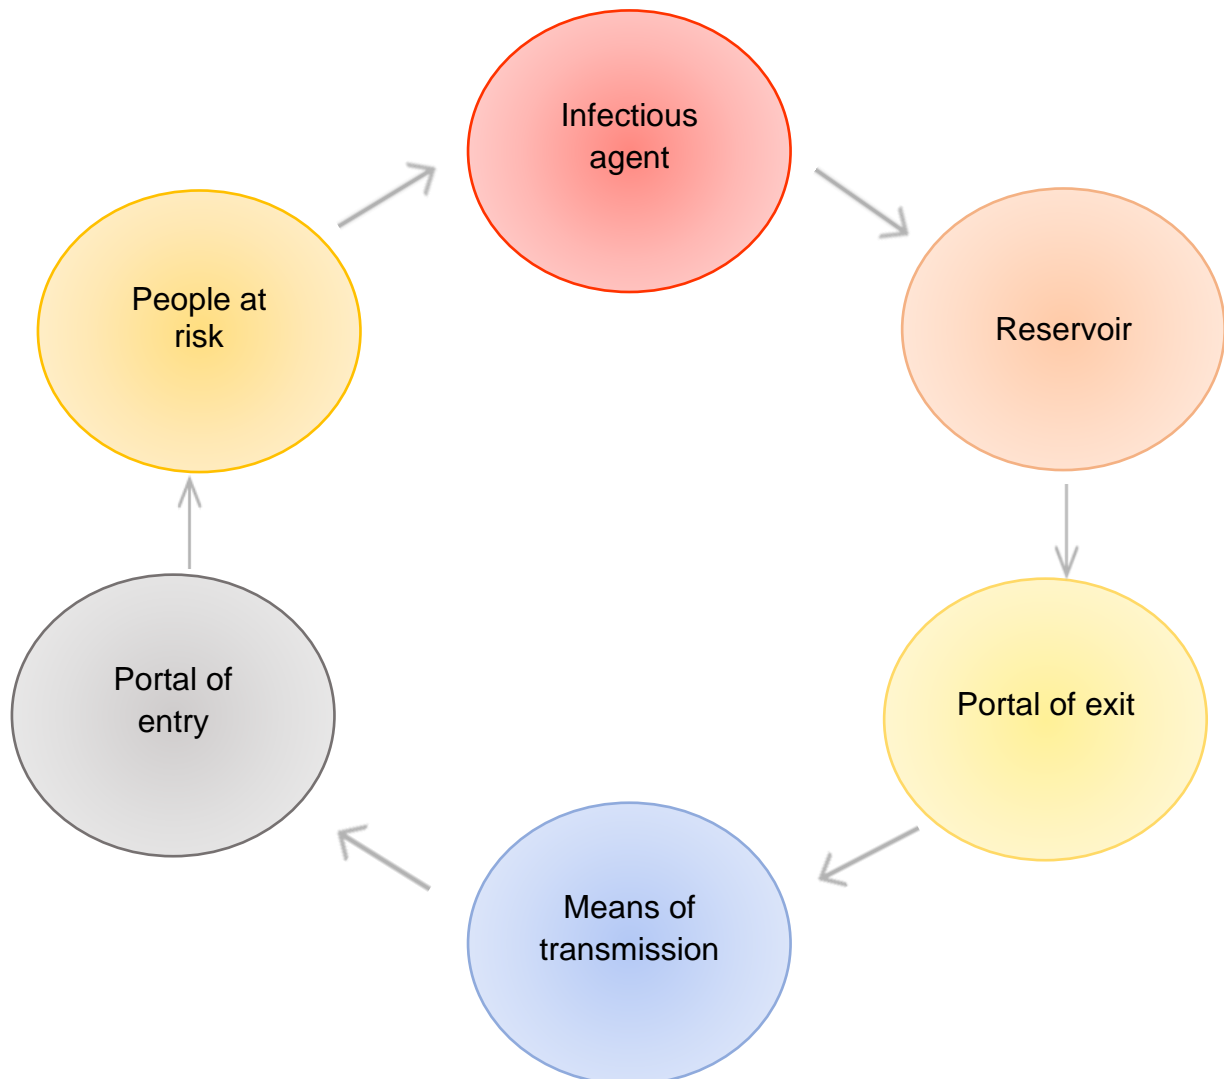 Infectious
agent
Reservoir
Portal of exit
Means of
transmission
Portal of
entry
People at
risk